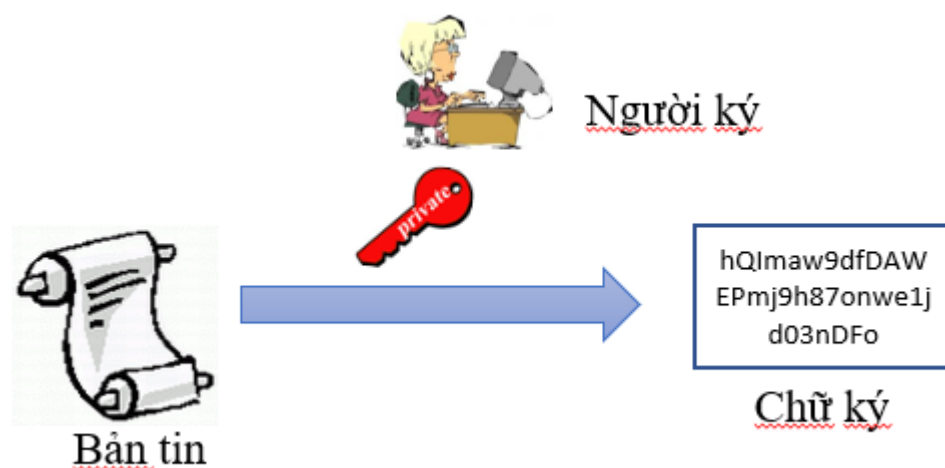 Người ký
private
hQImaw9dfDAW
EPmj9h87onwe1j
d03nDFo
Chữ ký
Bản tin